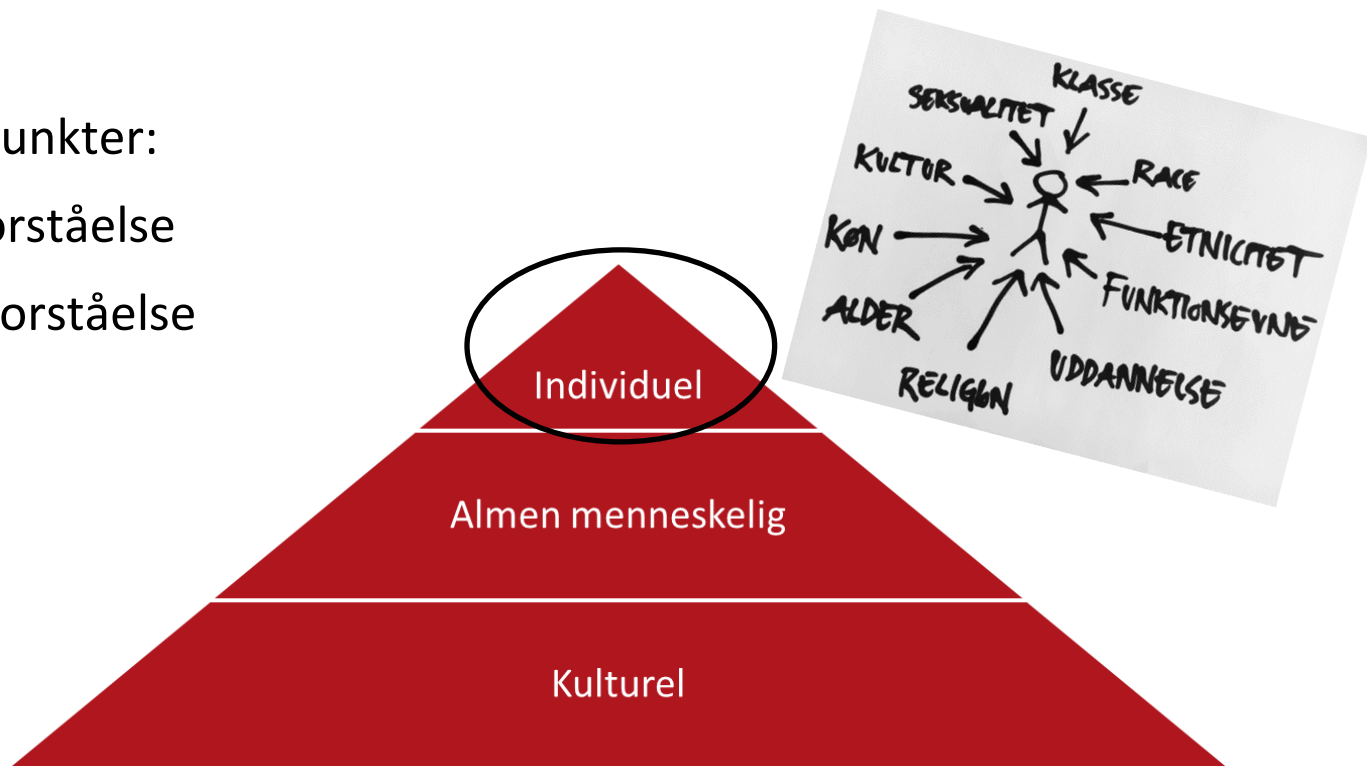 unkter:
orståelse
orståelse
KLASSE
SEKSUALITET
KULTUR
RACE
KØN
ETNICITET
FUNKTIONSEVNE
ALDER
UDDANNELSE
RELIGION
Individuel
Almen menneskelig
Kulturel